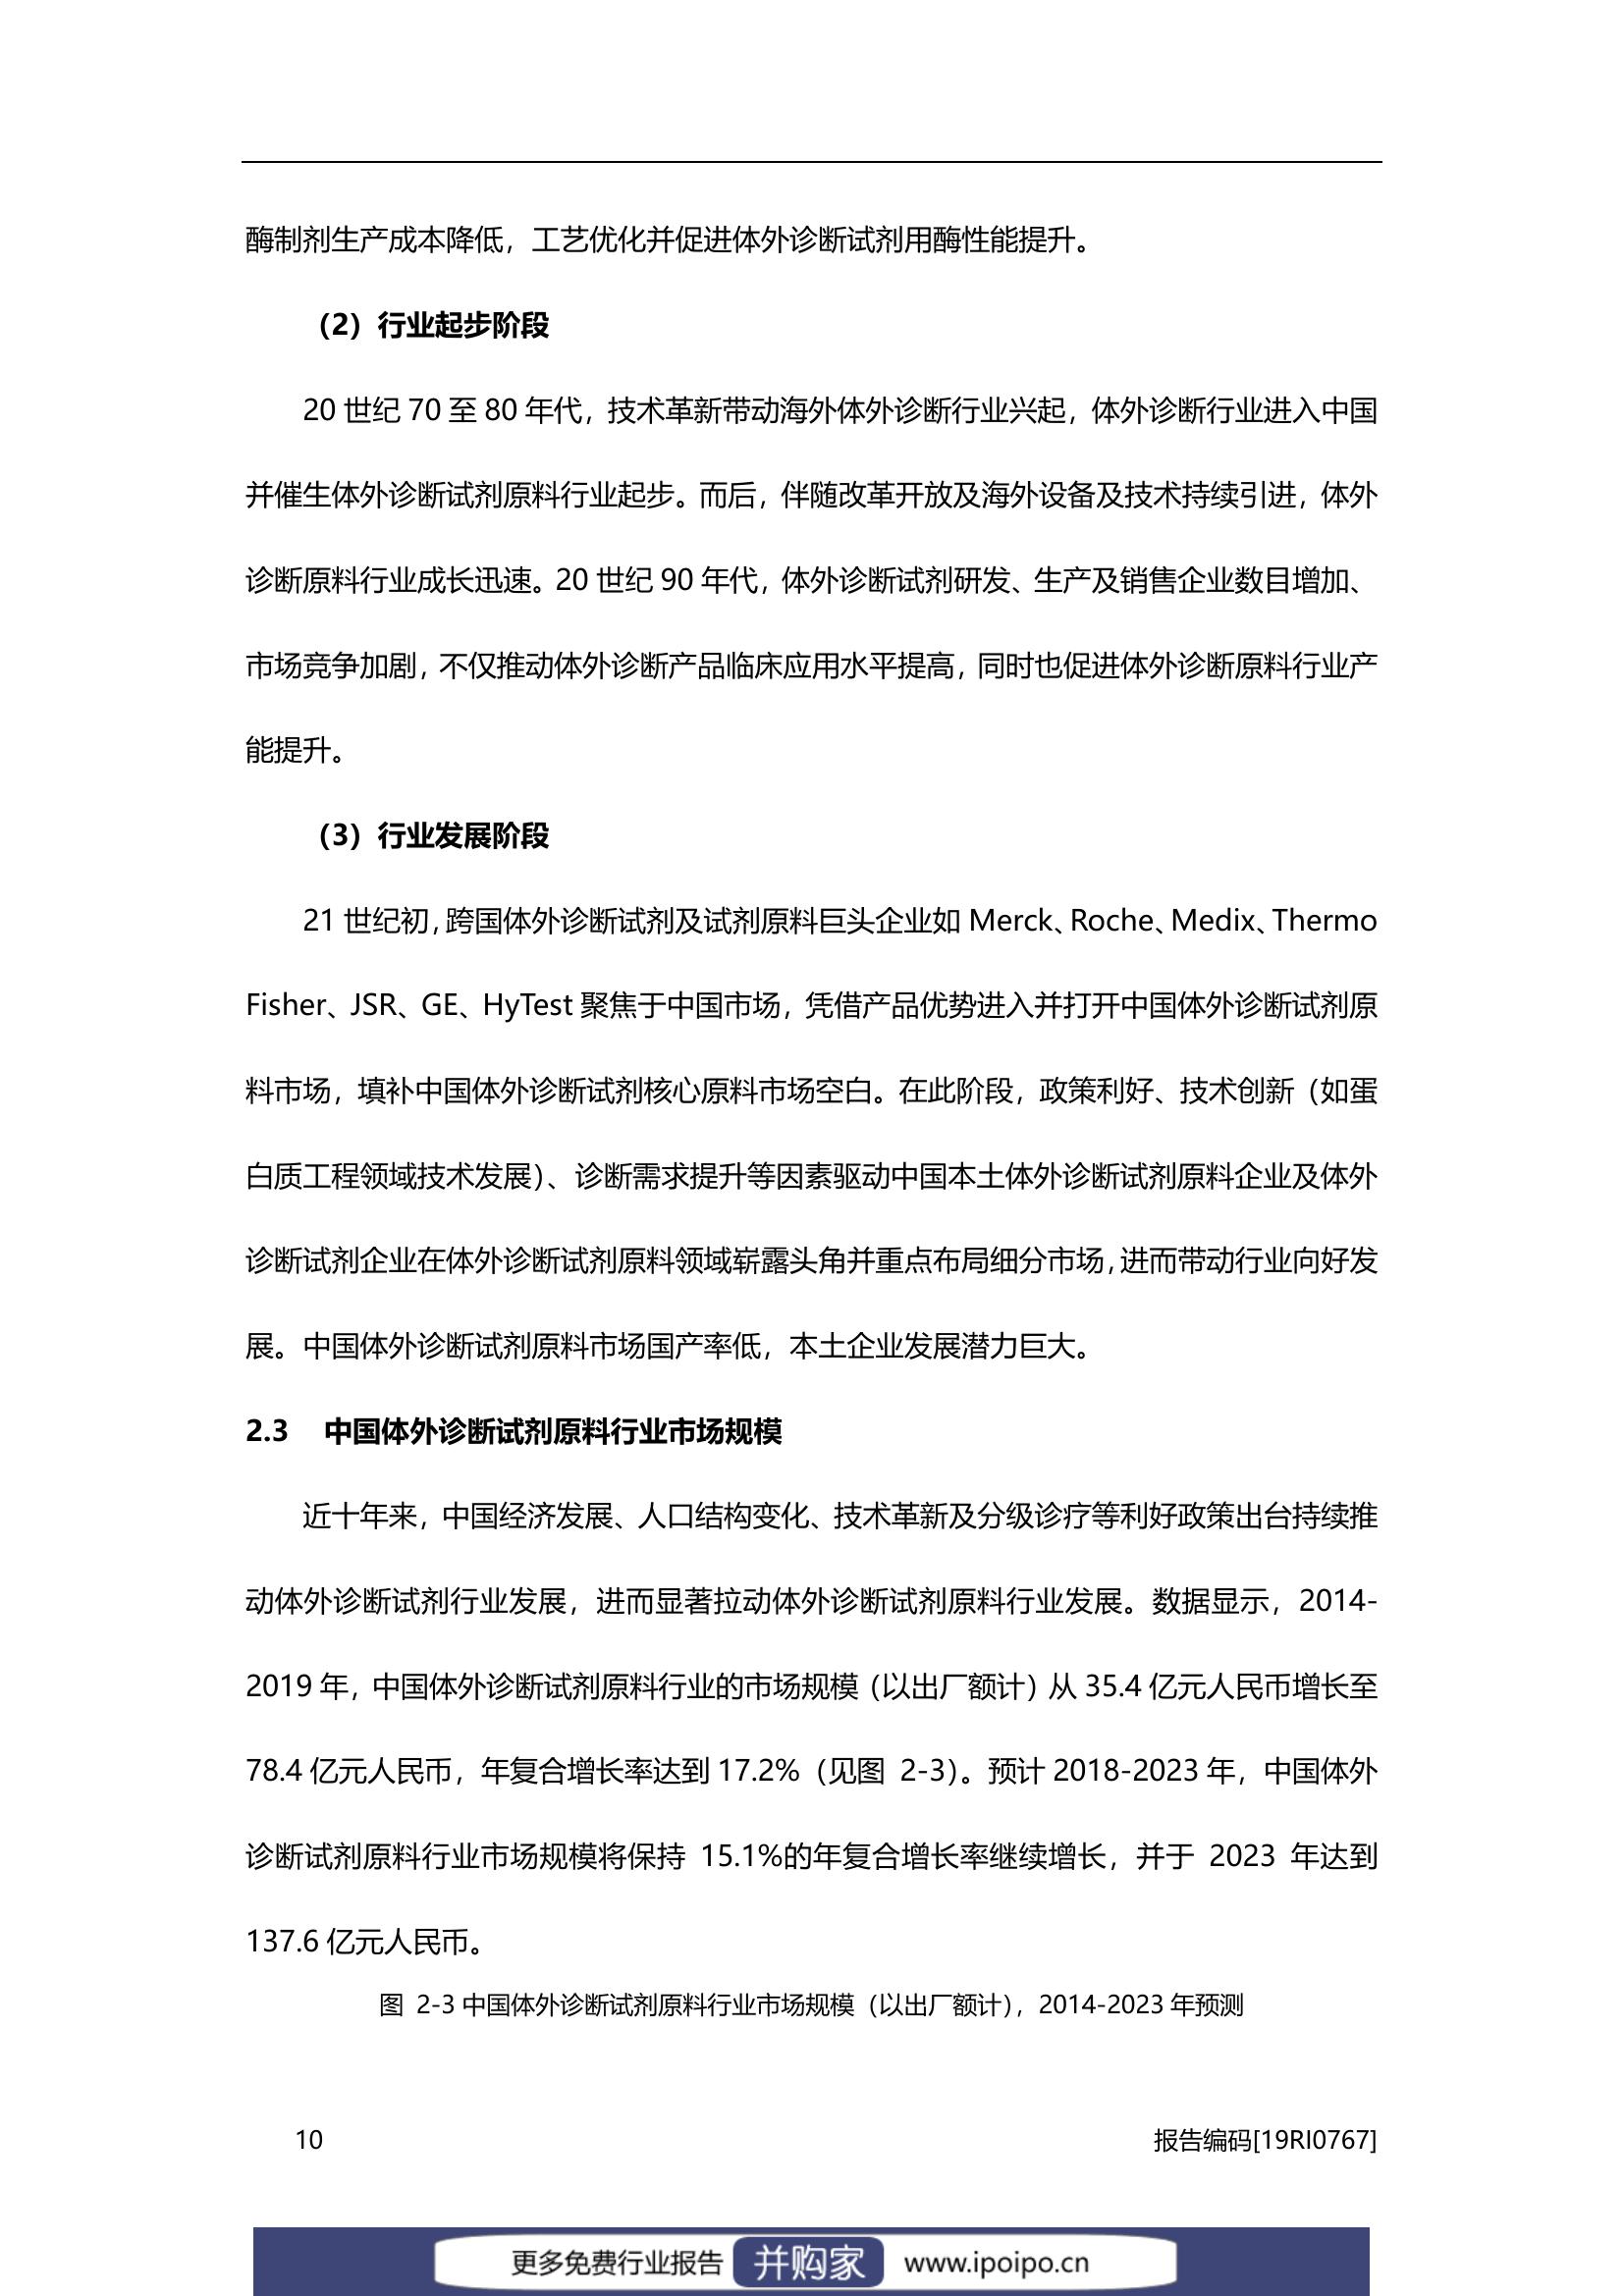 酶制剂生产成本降低，工艺优化并促进体外诊断试剂用酶性能提升。
（2）行业起步阶段
20 世纪 70 至 80 年代，技术革新带动海外体外诊断行业兴起，体外诊断行业进入中国
并催生体外诊断试剂原料行业起步。而后，伴随改革开放及海外设备及技术持续引进，体外
诊断原料行业成长迅速。20 世纪 90 年代，体外诊断试剂研发、生产及销售企业数目增加、
市场竞争加剧，不仅推动体外诊断产品临床应用水平提高，同时也促进体外诊断原料行业产
能提升。
（3）行业发展阶段
21 世纪初，跨国体外诊断试剂及试剂原料巨头企业如 Merck、Roche、Medix、Thermo
Fisher、JSR、GE、HyTest 聚焦于中国市场，凭借产品优势进入并打开中国体外诊断试剂原
料市场，填补中国体外诊断试剂核心原料市场空白。在此阶段，政策利好、技术创新（如蛋
白质工程领域技术发展）、诊断需求提升等因素驱动中国本土体外诊断试剂原料企业及体外
诊断试剂企业在体外诊断试剂原料领域崭露头角并重点布局细分市场，进而带动行业向好发
展。中国体外诊断试剂原料市场国产率低，本土企业发展潜力巨大。
2.3 中国体外诊断试剂原料行业市场规模
近十年来，中国经济发展、人口结构变化、技术革新及分级诊疗等利好政策出台持续推
动体外诊断试剂行业发展，进而显著拉动体外诊断试剂原料行业发展。数据显示，2014-
2019 年，中国体外诊断试剂原料行业的市场规模（以出厂额计）从 35.4 亿元人民币增长至
78.4 亿元人民币，年复合增长率达到 17.2%（见图 2-3）。预计 2018-2023 年，中国体外
诊断试剂原料行业市场规模将保持 15.1%的年复合增长率继续增长，并于 2023 年达到
137.6 亿元人民币。
图 2-3 中国体外诊断试剂原料行业市场规模（以出厂额计），2014-2023 年预测
10 报告编码[19RI0767]
更多免费行业报告 并购家 www.ipoipo.cn